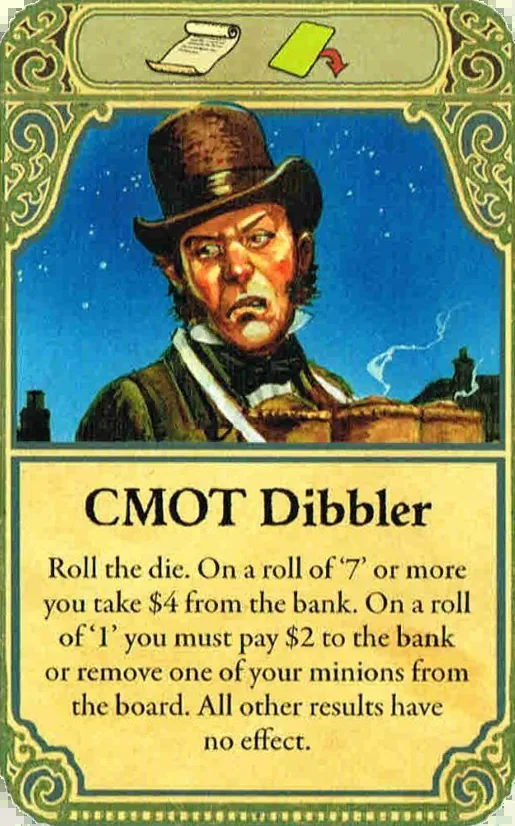 CMOT Dibbler
Roll the die. On a roll of ‘7’ or more
you take $4 from the bank. On a roll
of ‘1’ you must pay $2 to the bank
or remove one of your minions from
the board. All other results have
no effect.